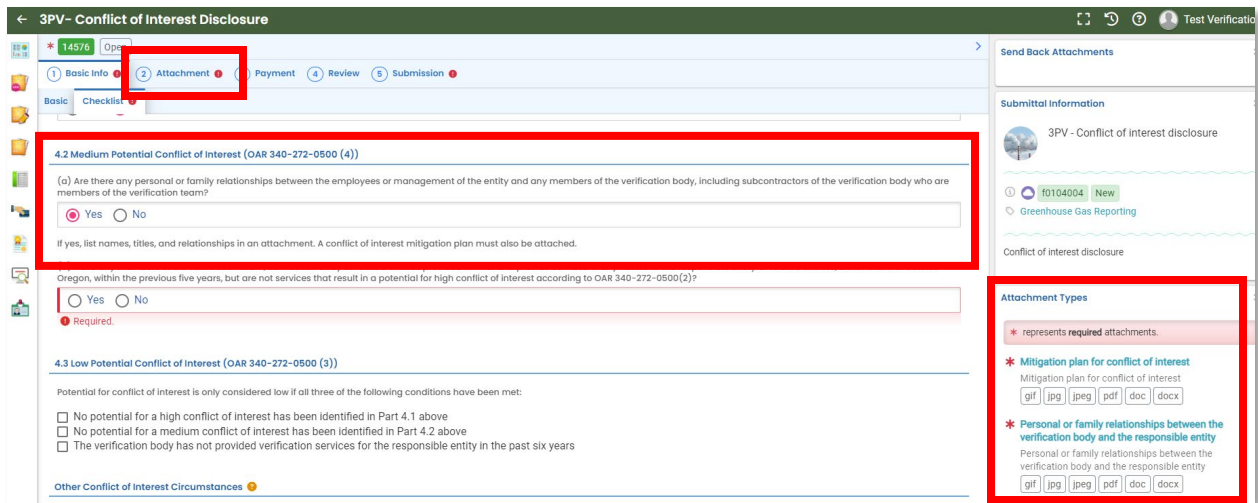 ← 3PV- Conflict of Interest Disclosure
Test Verificatio
* 14576 Open
1 Basic Info 2 Attachment Payment 4 Review 5 Submission
Basic Checklist
4.2 Medium Potential Conflict of Interest (OAR 340-272-0500 (4))
(a) Are there any personal or family relationships between the employees or management of the entity and any members of the verification body, including subcontractors of the verification body who are
members of the verification team?
Yes No
If yes, list names, titles, and relationships in an attachment. A conflict of interest mitigation plan must also be attached.
Oregon, within the previous five years, but are not services that result in a potential for high conflict of interest according to OAR 340-272-0500(2)?
Yes No
Required.
4.3 Low Potential Conflict of Interest (OAR 340-272-0500 (3))
Potential for conflict of interest is only considered low if all three of the following conditions have been met:
No potential for a high conflict of interest has been identified in Part 4.1 above
No potential for a medium conflict of interest has been identified in Part 4.2 above
The verification body has not provided verification services for the responsible entity in the past six years
Other Conflict of Interest Circumstances
Send Back Attachments
Submittal Information
3PV - Conflict of interest disclosure
f0104004 New
Greenhouse Gas Reporting
Conflict of interest disclosure
Attachment Types
* represents required attachments.
* Mitigation plan for conflict of interest
Mitigation plan for conflict of interest
gif jpg jpeg pdf doc docx
* Personal or family relationships between the
verification body and the responsible entity
Personal or family relationships between the
verification body and the responsible entity
gif jpg jpeg pdf doc docx